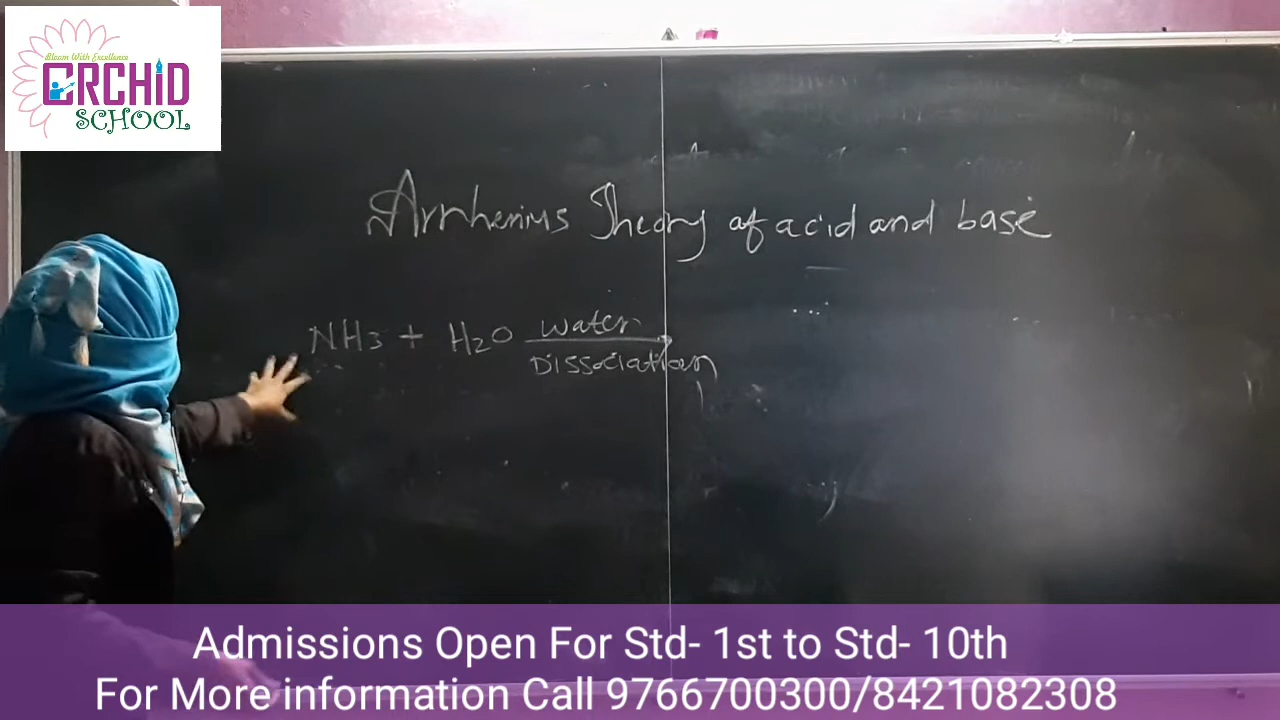 Bloom With Excellence
ORCHID
SCHOOL
Arrhenius Theory of acid and base
NH3 + H2O water
Dissociation
Admissions Open For Std- 1st to Std- 10th
For More information Call 9766700300/8421082308